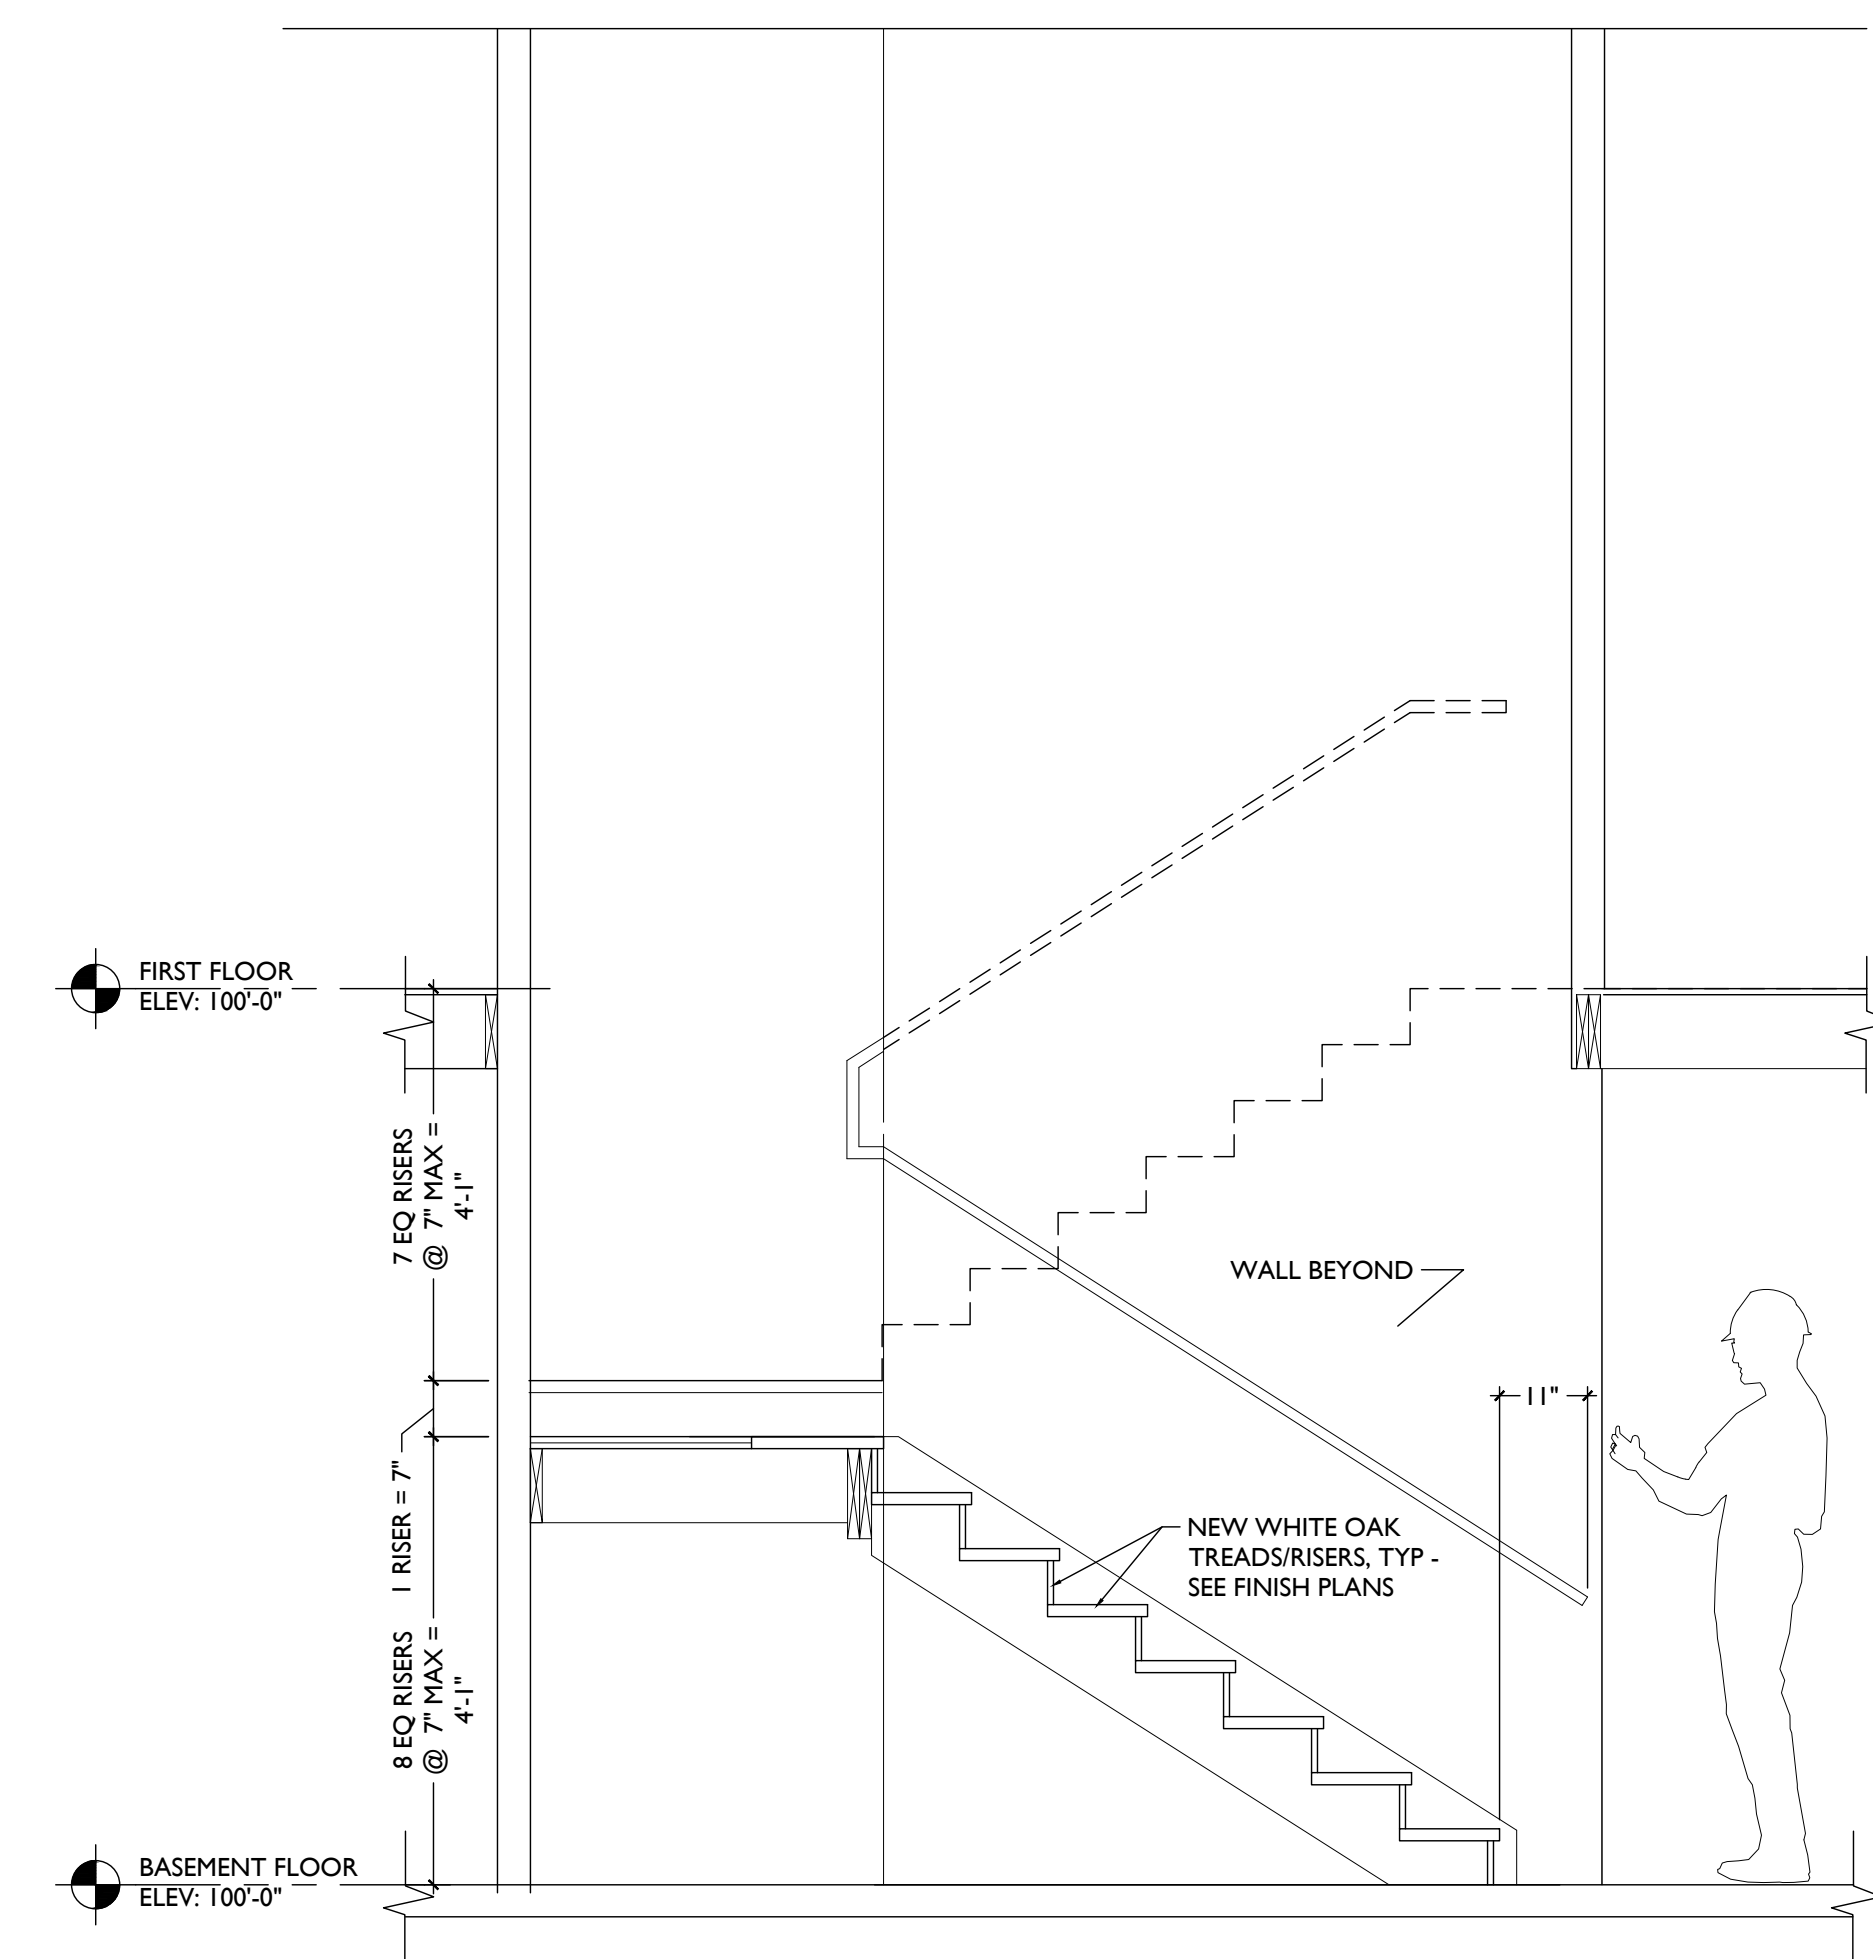 FIRST FLOOR
ELEV: 100'-0"
7 EQ RISERS
@ 7" MAX =
4'-1"
WALL BEYOND
11"
1 RISER = 7"
NEW WHITE OAK
TREADS/RISERS, TYP -
SEE FINISH PLANS
8 EQ RISERS
@ 7" MAX =
4'-1"
BASEMENT FLOOR
ELEV: 100'-0"